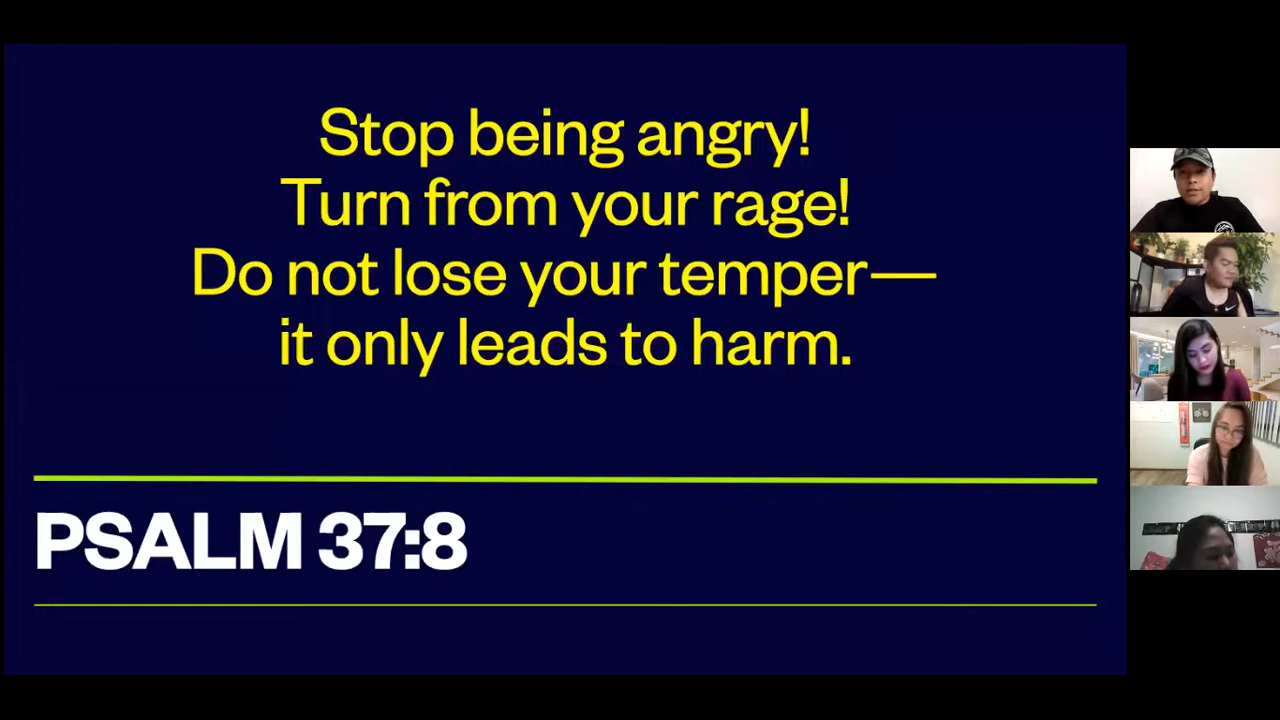 Stop being angry!
Turn from your rage!
Do not lose your temper—
it only leads to harm.
PSALM 37:8